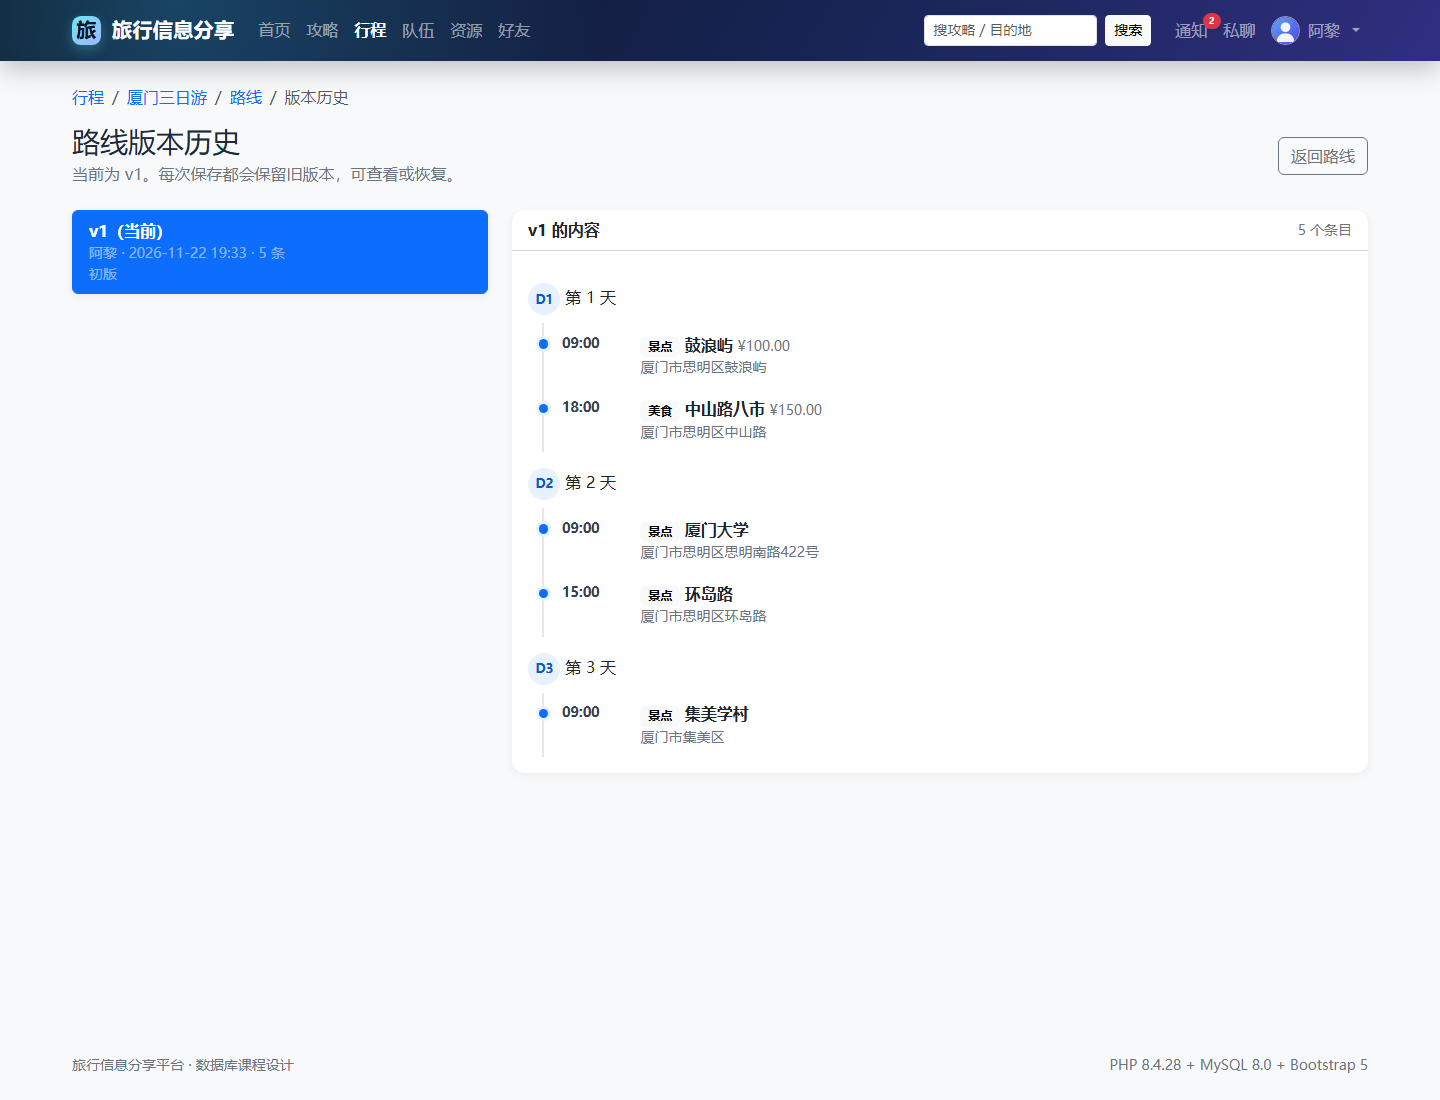 旅 旅行信息分享 首页 攻略 行程 队伍 资源 好友 搜攻略 / 目的地 搜索 通知 2 私聊 阿黎
行程 / 厦门三日游 / 路线 / 版本历史
路线版本历史
当前为 v1。每次保存都会保留旧版本，可查看或恢复。
返回路线
v1（当前）
阿黎 · 2026-11-22 19:33 · 5 条
初版
v1 的内容 5 个条目
D1 第 1 天
09:00 景点 鼓浪屿 ¥100.00
厦门市思明区鼓浪屿
18:00 美食 中山路八市 ¥150.00
厦门市思明区中山路
D2 第 2 天
09:00 景点 厦门大学
厦门市思明区思明南路422号
15:00 景点 环岛路
厦门市思明区环岛路
D3 第 3 天
09:00 景点 集美学村
厦门市集美区
旅行信息分享平台 · 数据库课程设计 PHP 8.4.28 + MySQL 8.0 + Bootstrap 5